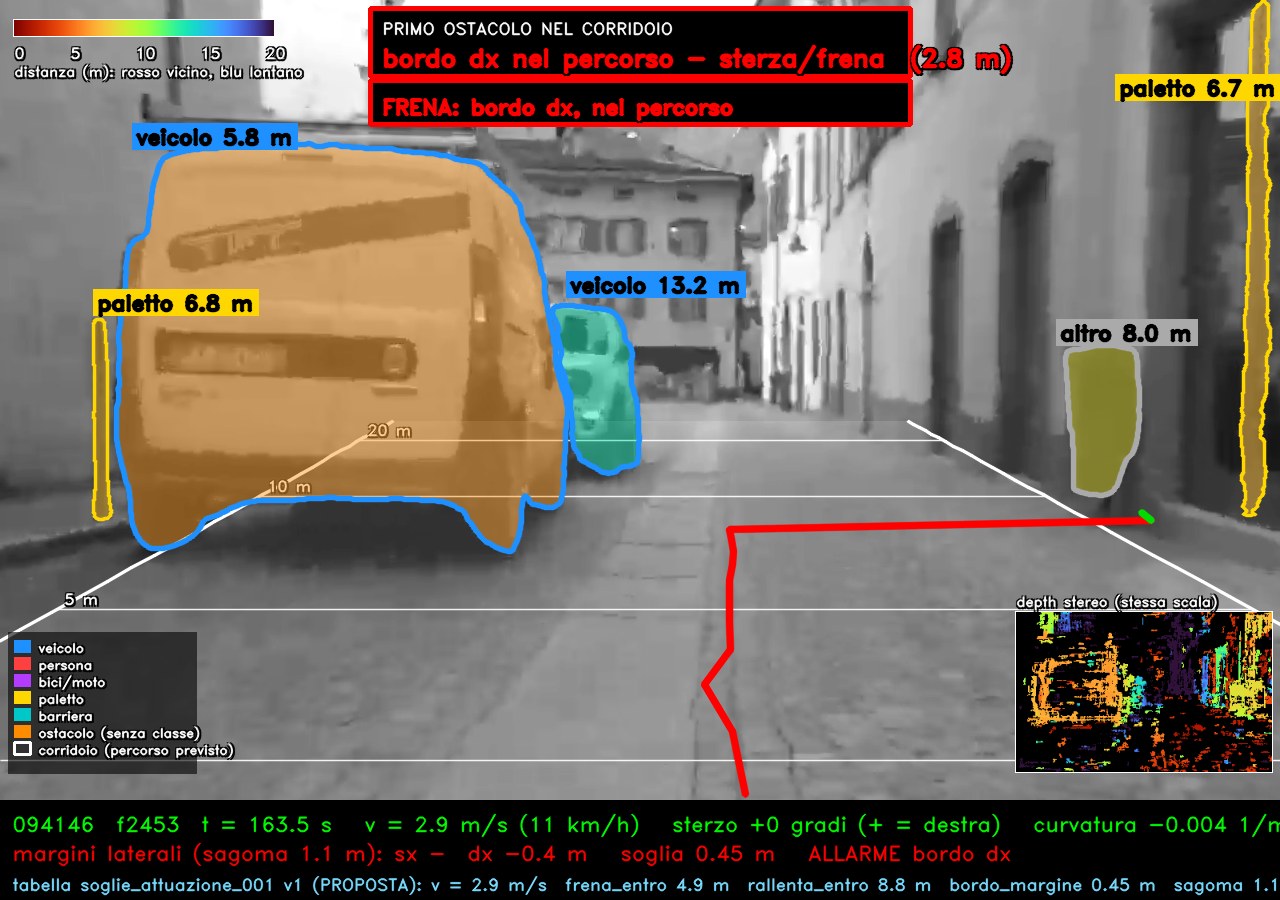 0 5 10 15 20
distanza (m): rosso vicino, blu lontano
PRIMO OSTACOLO NEL CORRIDOIO
bordo dx nel percorso - sterza/frena (2.8 m)
FRENA: bordo dx, nel percorso
paletto 6.7 m
veicolo 5.8 m
veicolo 13.2 m
paletto 6.8 m
altro 8.0 m
20 m
10 m
5 m
depth stereo (stessa scala)
veicolo
persona
bici/moto
paletto
barriera
ostacolo (senza classe)
corridoio (percorso previsto)
094146 f2453 t = 163.5 s v = 2.9 m/s (11 km/h) sterzo +0 gradi (+ = destra) curvatura -0.004 1/m
margini laterali (sagoma 1.1 m): sx - dx -0.4 m soglia 0.45 m ALLARME bordo dx
tabella soglie_attuazione_001 v1 (PROPOSTA): v = 2.9 m/s frena_entro 4.9 m rallenta_entro 8.8 m bordo_margine 0.45 m sagoma 1.1